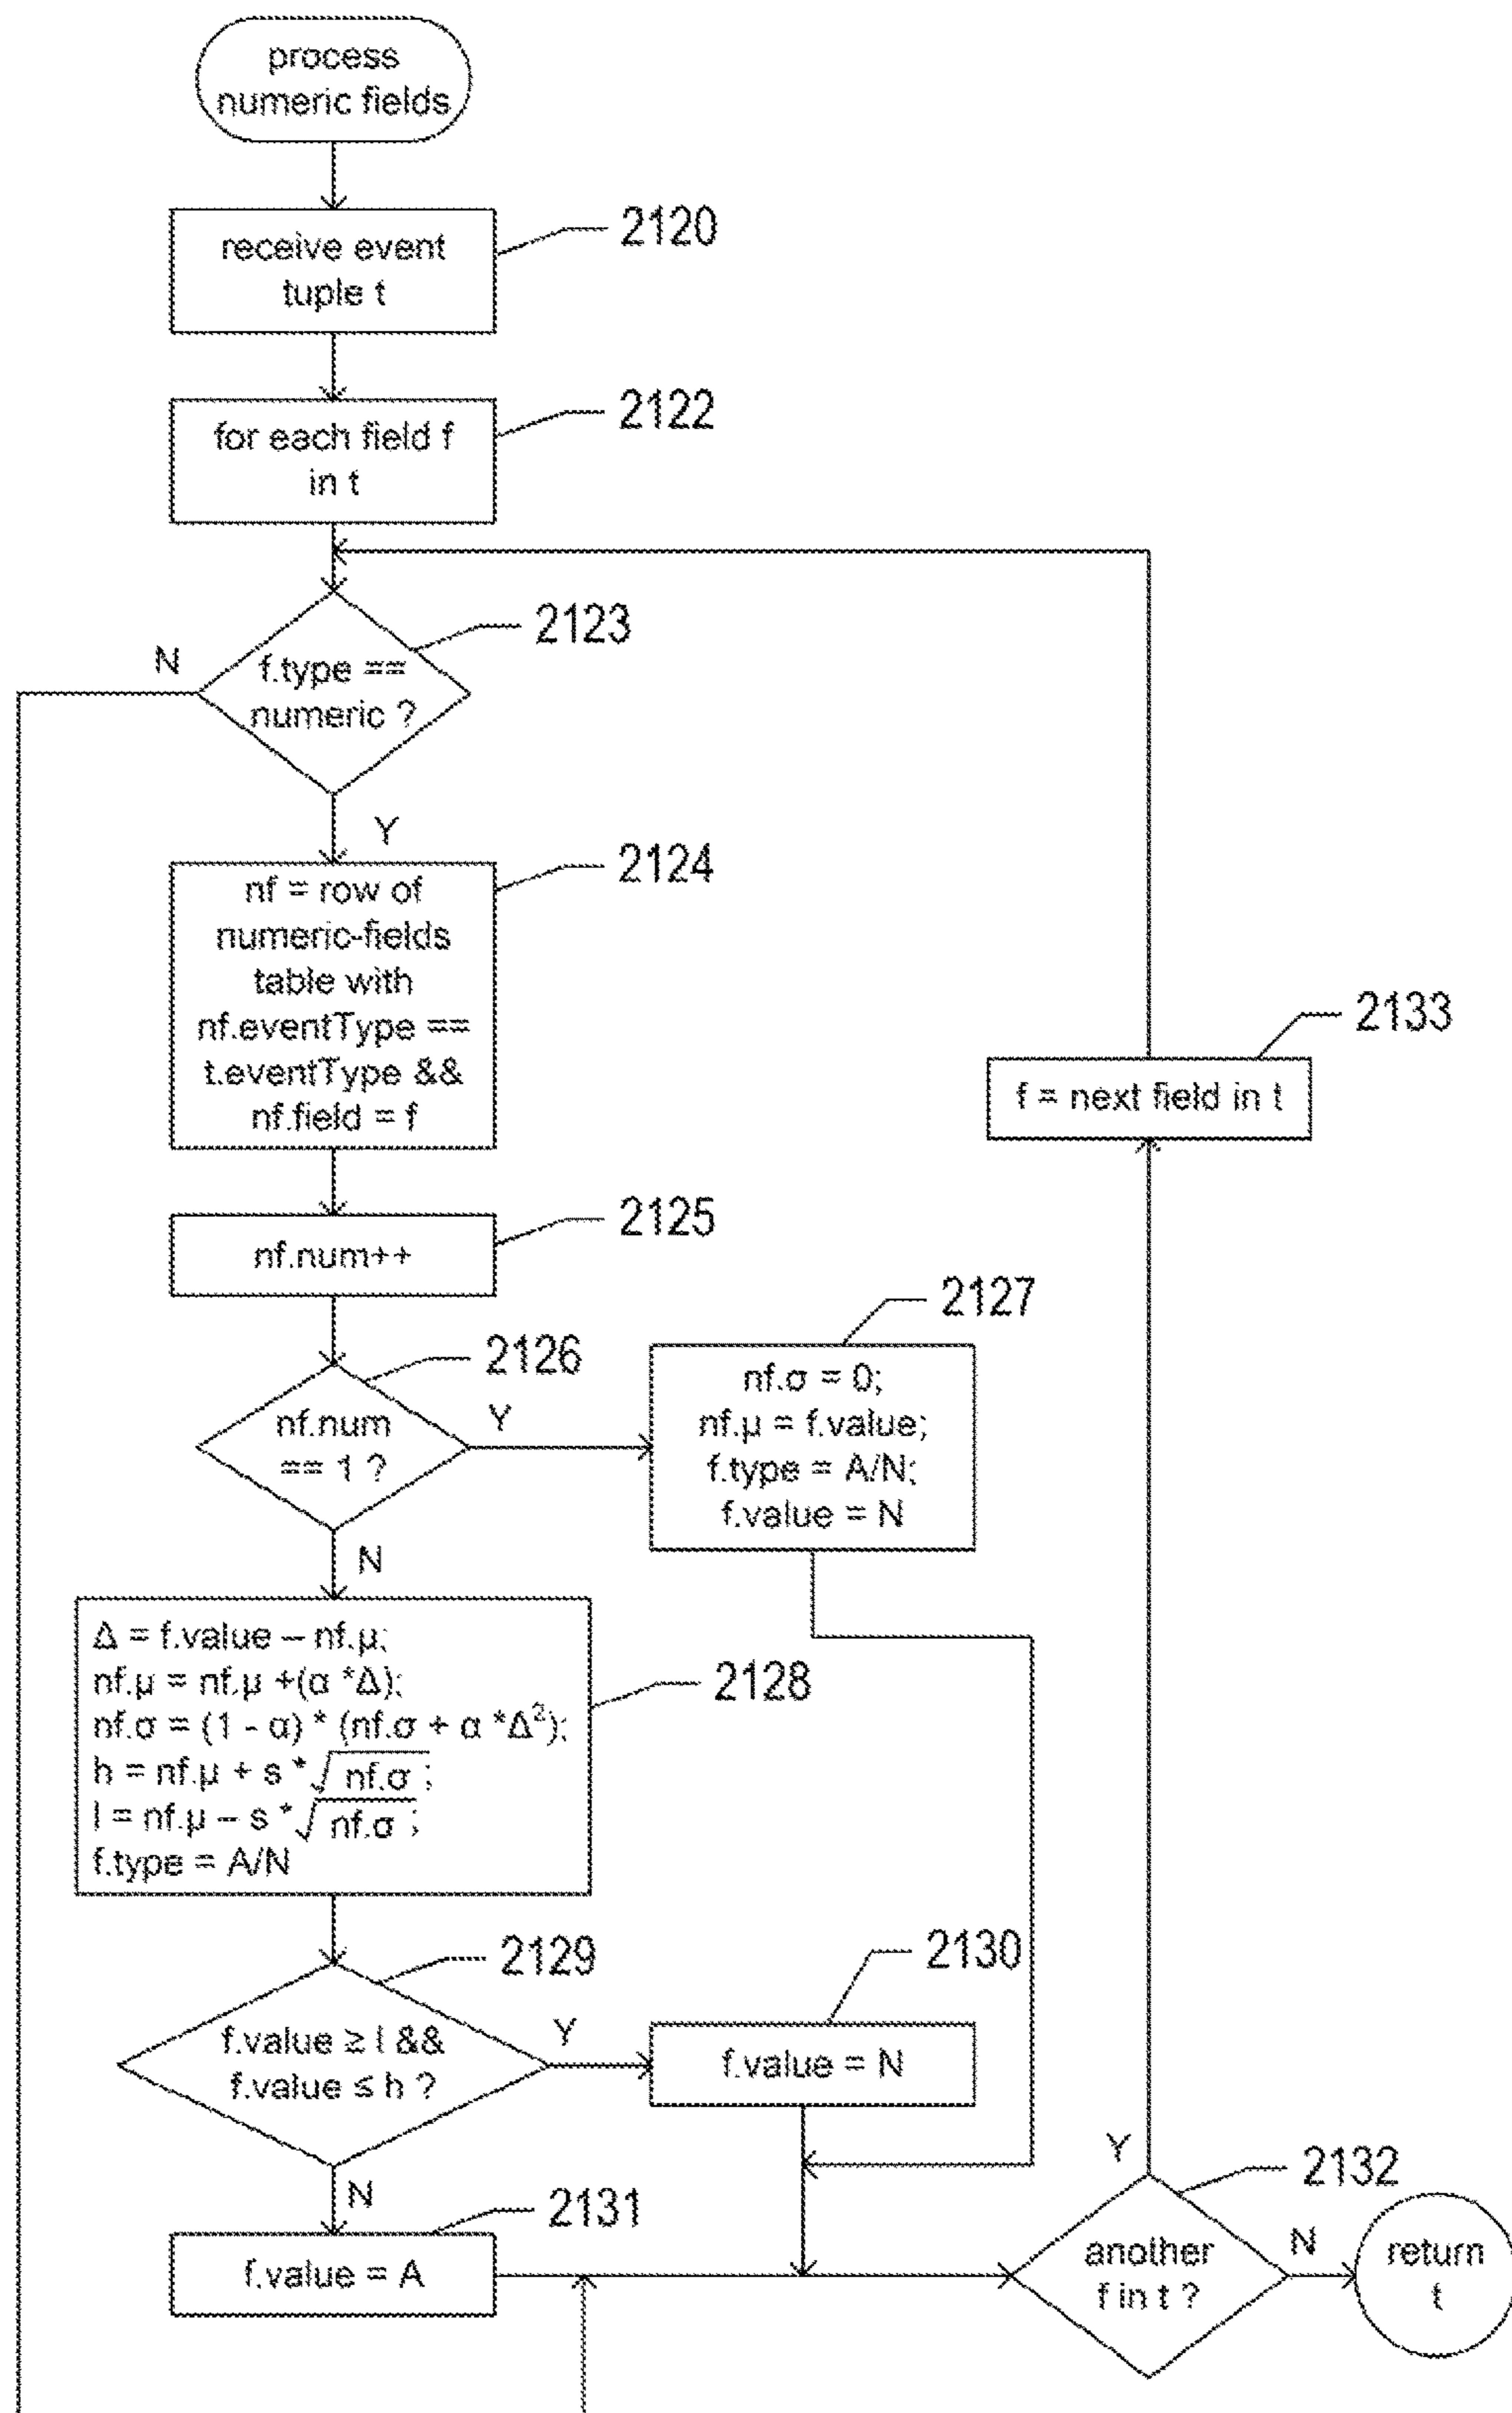 process
numeric fields
2120
receive event
tuple t
2122
for each field f
in t
2123
N
f.type ==
numeric ?
Y
2124
nf = row of
numeric-fields
table with
nf.eventType ==
t.eventType &&
nf.field = f
2133
f = next field in t
2125
nf.num++
2127
2126
nf.σ = 0;
nf.μ = f.value;
f.type = A/N;
f.value = N
Y
nf.num
== 1 ?
N
Δ = f.value – nf.μ;
nf.μ = nf.μ +(α *Δ);
nf.σ = (1 - α) * (nf.σ + α *Δ²);
h = nf.μ + s *√nf.σ;
l = nf.μ – s *√nf.σ;
f.type = A/N
2128
2129
2130
f.value ≥ l &&
f.value ≤ h ?
Y
f.value = N
N
2131
f.value = A
Y
2132
another
f in t ?
N
return
t